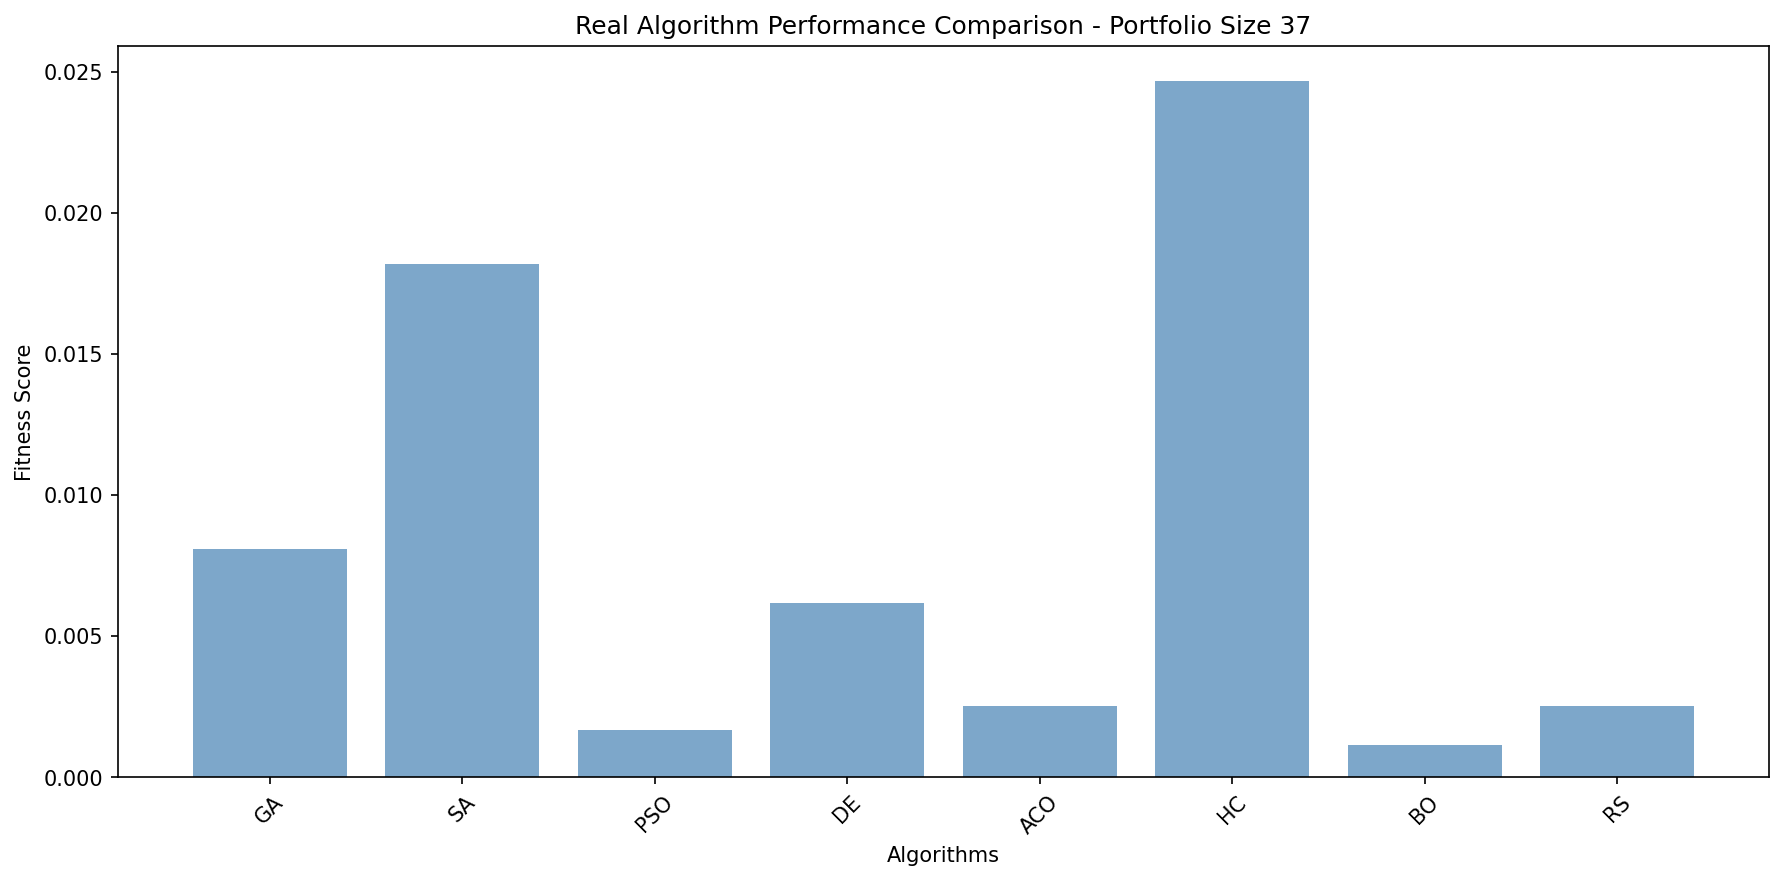 Real Algorithm Performance Comparison - Portfolio Size 37
0.025
0.020
0.015
0.010
0.005
0.000
Fitness Score
GA
SA
PSO
DE
ACO
HC
BO
RS
Algorithms